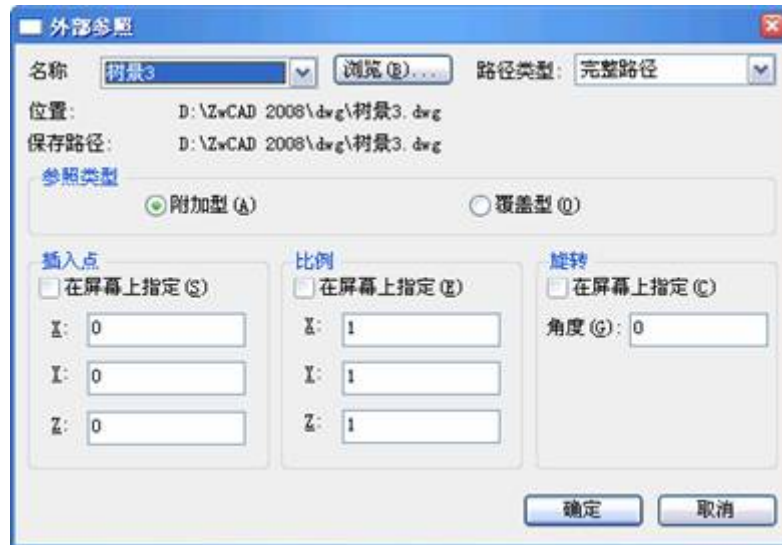 外部参照
名称 树景3 浏览(B)... 路径类型: 完整路径
位置: D:\ZwCAD 2008\dwg\树景3.dwg
保存路径: D:\ZwCAD 2008\dwg\树景3.dwg
参照类型
附加型(A) 覆盖型(O)
插入点 比例 旋转
在屏幕上指定(S) 在屏幕上指定(E) 在屏幕上指定(C)
X: 0 X: 1 角度(G): 0
Y: 0 Y: 1
Z: 0 Z: 1
确定 取消